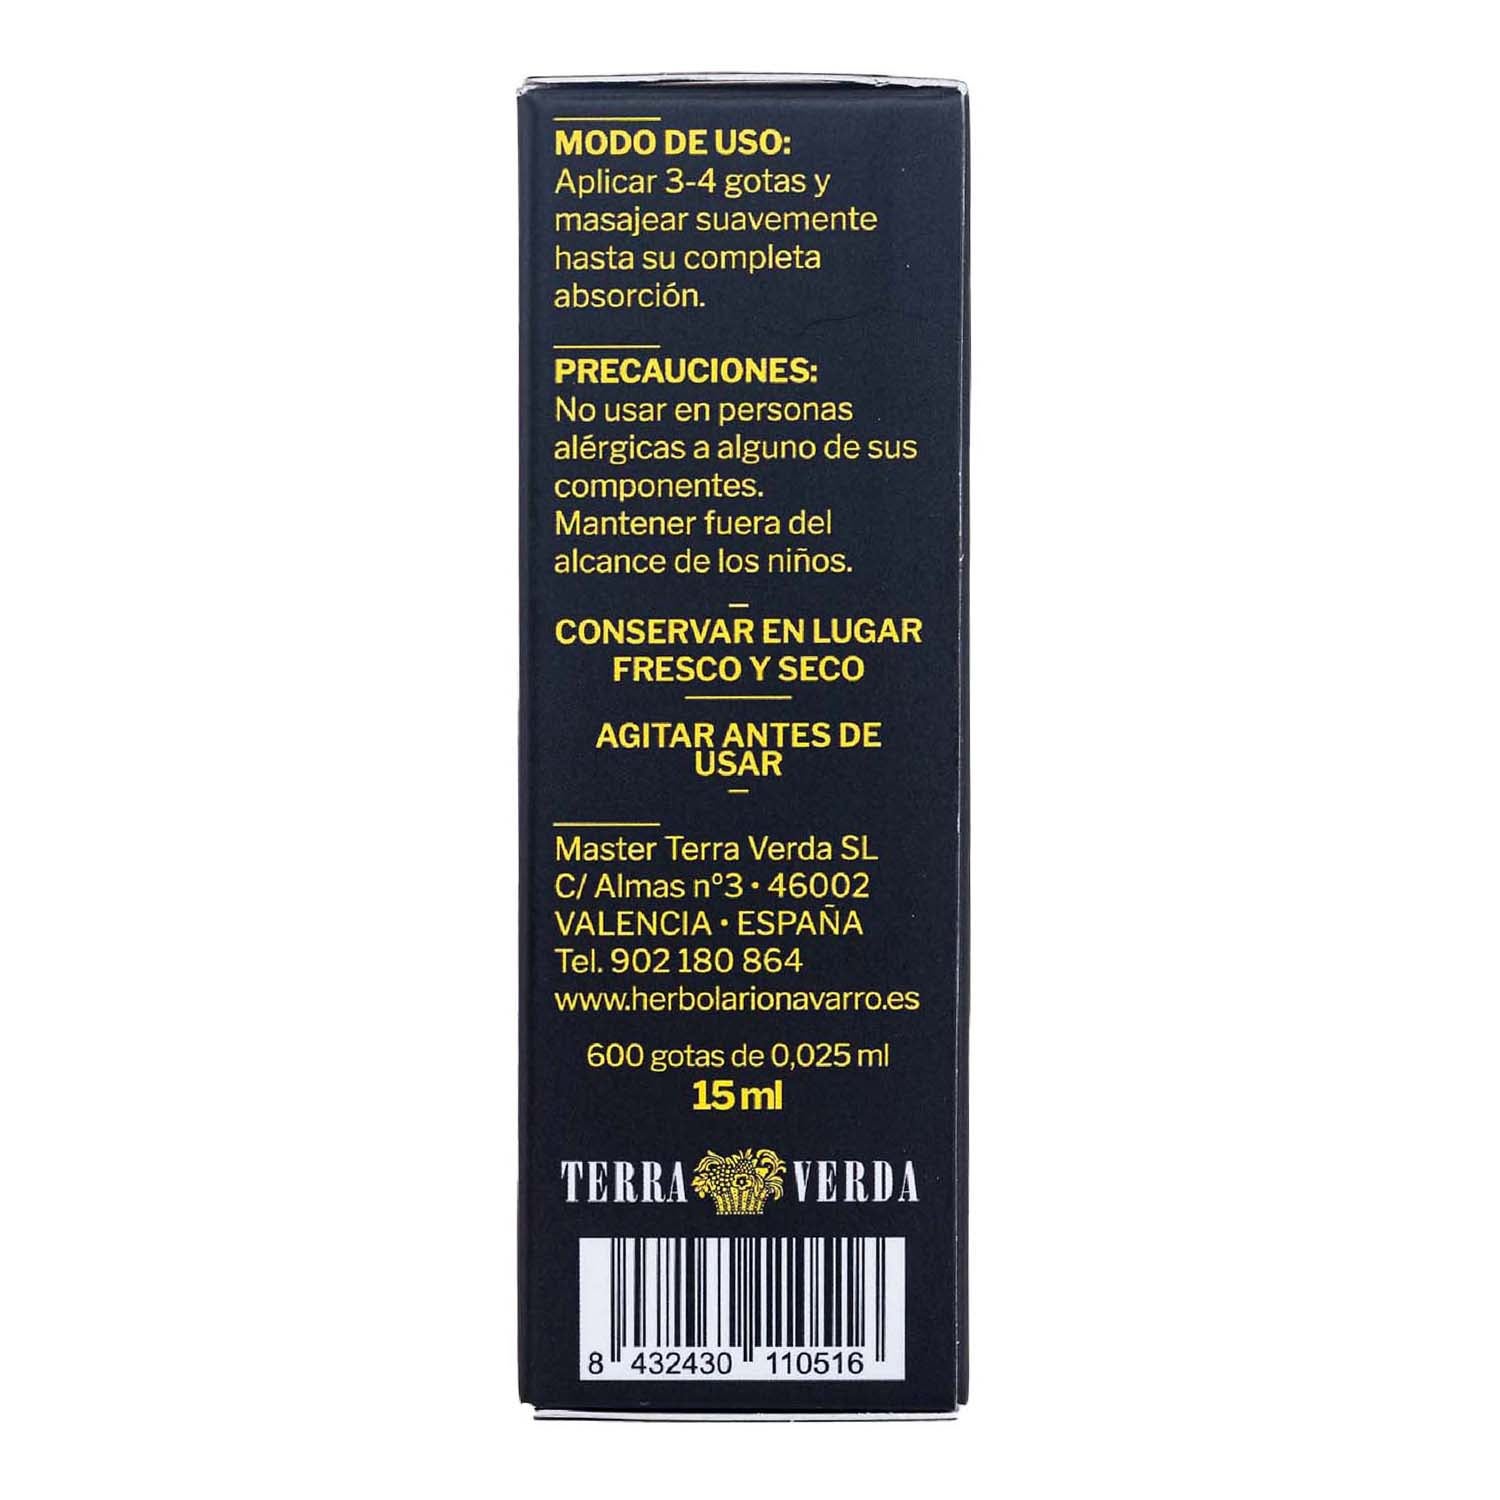 MODO DE USO:
Aplicar 3-4 gotas y
masajear suavemente
hasta su completa
absorción.
PRECAUCIONES:
No usar en personas
alérgicas a alguno de sus
componentes.
Mantener fuera del
alcance de los niños.
CONSERVAR EN LUGAR
FRESCO Y SECO
AGITAR ANTES DE
USAR
Master Terra Verda SL
C/ Almas nº3 • 46002
VALENCIA • ESPAÑA
Tel. 902 180 864
www.herbolarionavarro.es
600 gotas de 0,025 ml
15 ml
TERRA VERDA
8 432430 110516